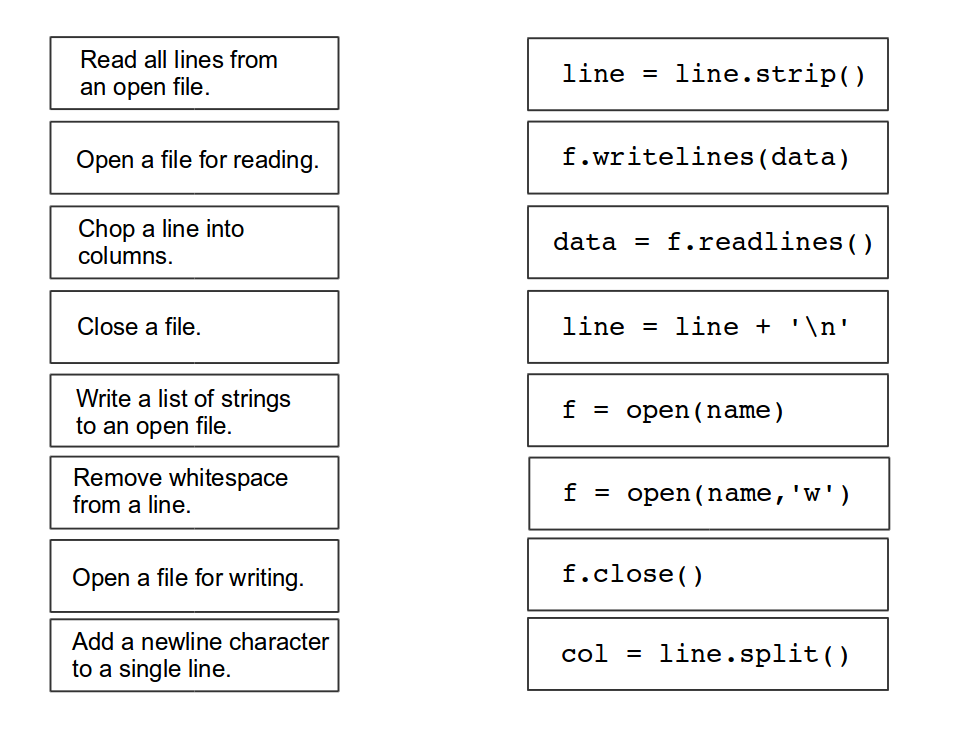 Read all lines from
an open file.
line = line.strip()
Open a file for reading.
f.writelines(data)
Chop a line into
columns.
data = f.readlines()
Close a file.
line = line + '\n'
Write a list of strings
to an open file.
f = open(name)
Remove whitespace
from a line.
f = open(name,'w')
Open a file for writing.
f.close()
Add a newline character
to a single line.
col = line.split()